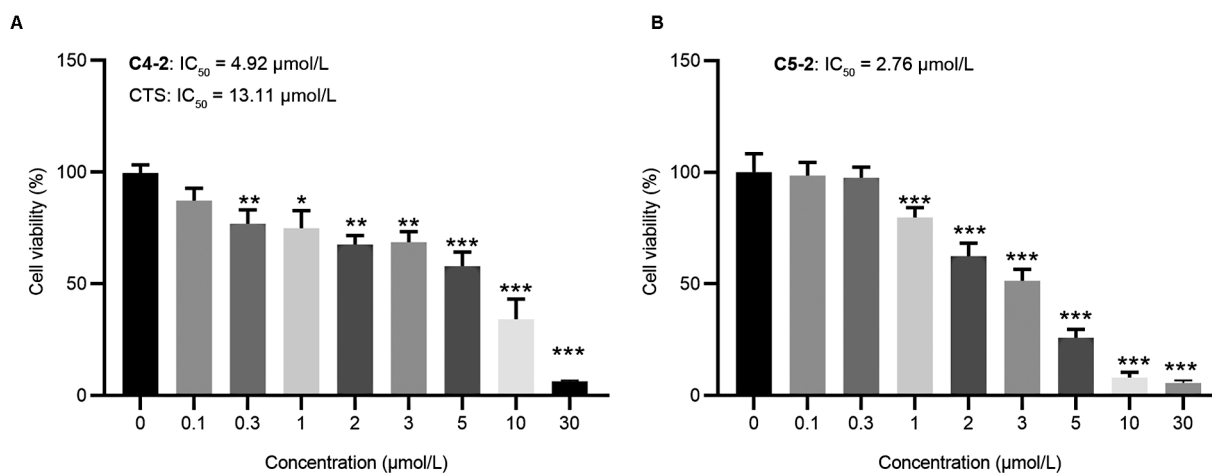 A
C4-2: IC₅₀ = 4.92 µmol/L
CTS: IC₅₀ = 13.11 µmol/L
Cell viability (%)
150
100
50
0
** * ** ** *** *** ***
0 0.1 0.3 1 2 3 5 10 30
Concentration (µmol/L)
B
C5-2: IC₅₀ = 2.76 µmol/L
Cell viability (%)
150
100
50
0
*** *** *** *** *** ***
0 0.1 0.3 1 2 3 5 10 30
Concentration (µmol/L)